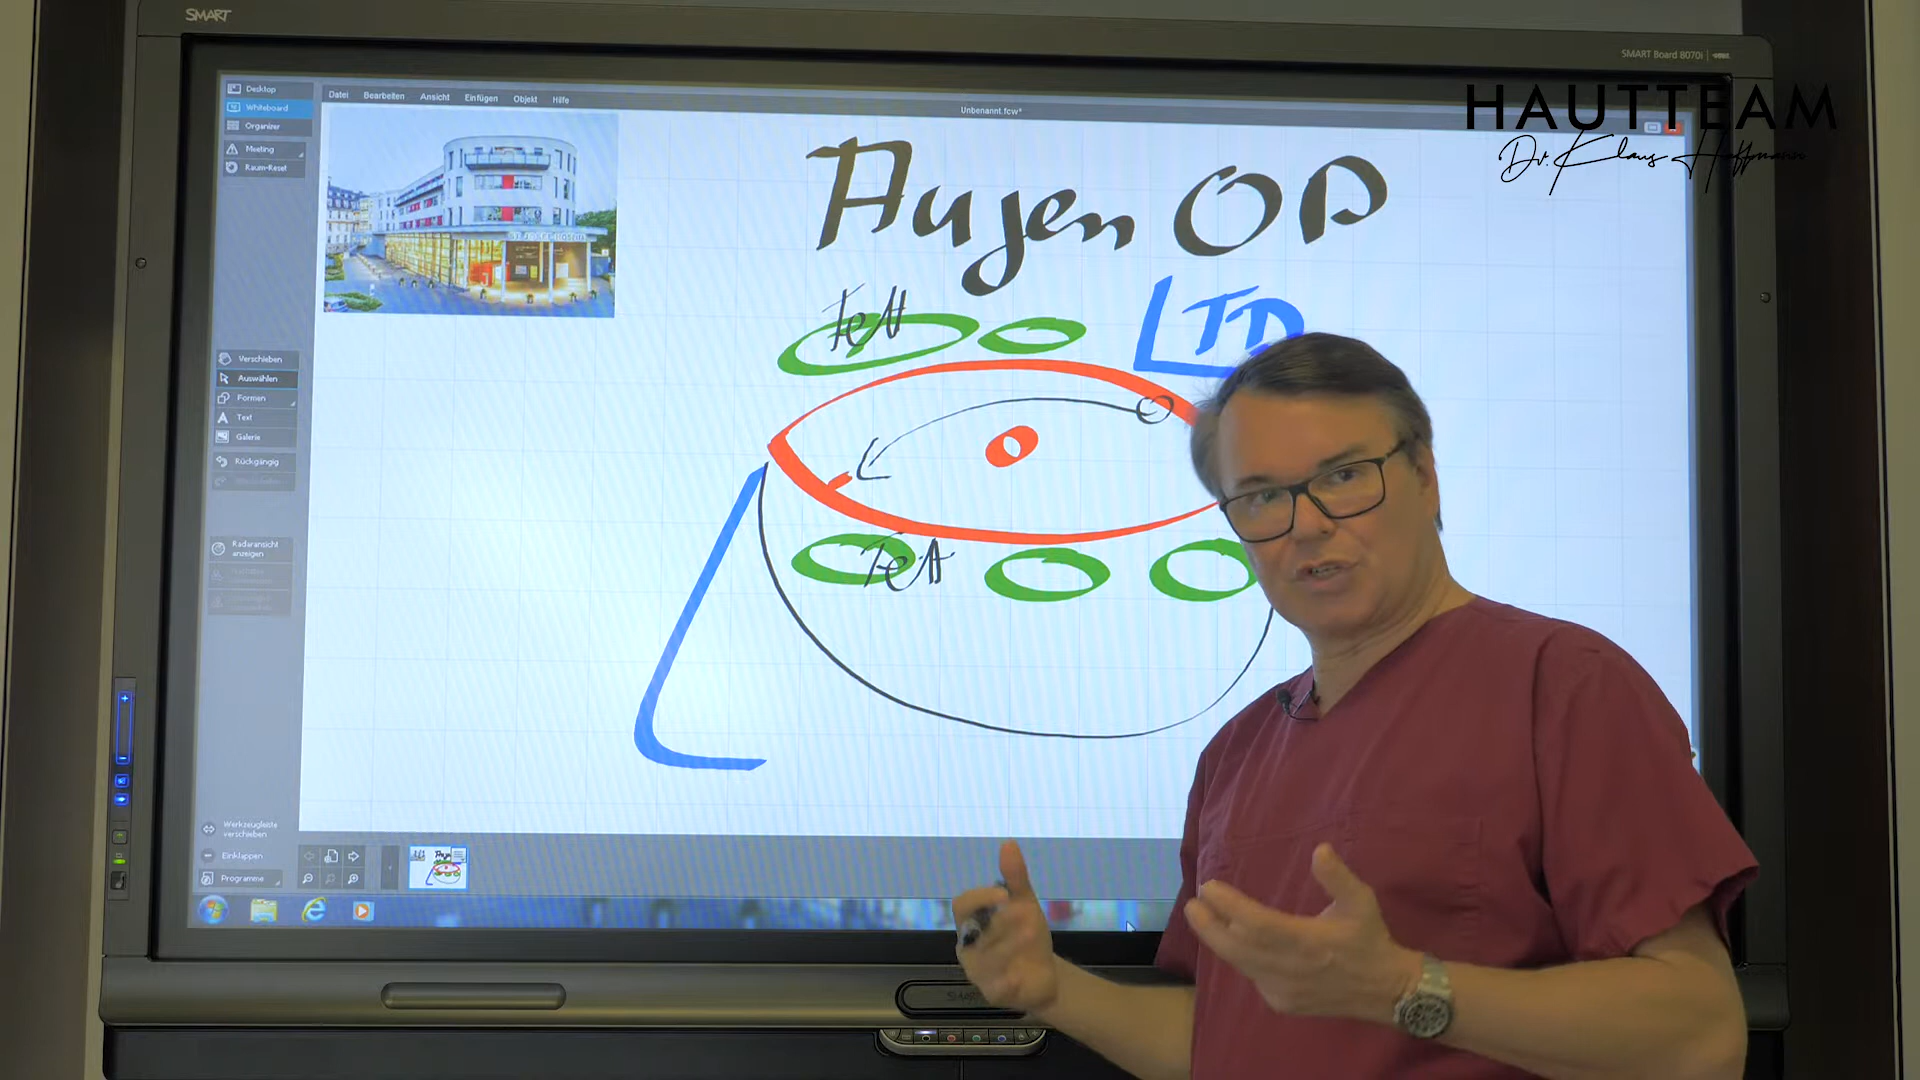 SMART
SMART Board 8070i
HAUTTEAM
Dr. Klaus Hoffmann
Desktop
Whiteboard
Organizer
Meeting
Raum-Reset
Datei Bearbeiten Ansicht Einfügen Objekt Hilfe
Unbenannt.fcw*
Augen OP
Fett
LTD
Fett
Verschieben
Auswählen
Formen
Text
Galerie
Rückgängig
Radaransicht
anzeigen
Werkzeugleiste
verschieben
Einklappen
Programme